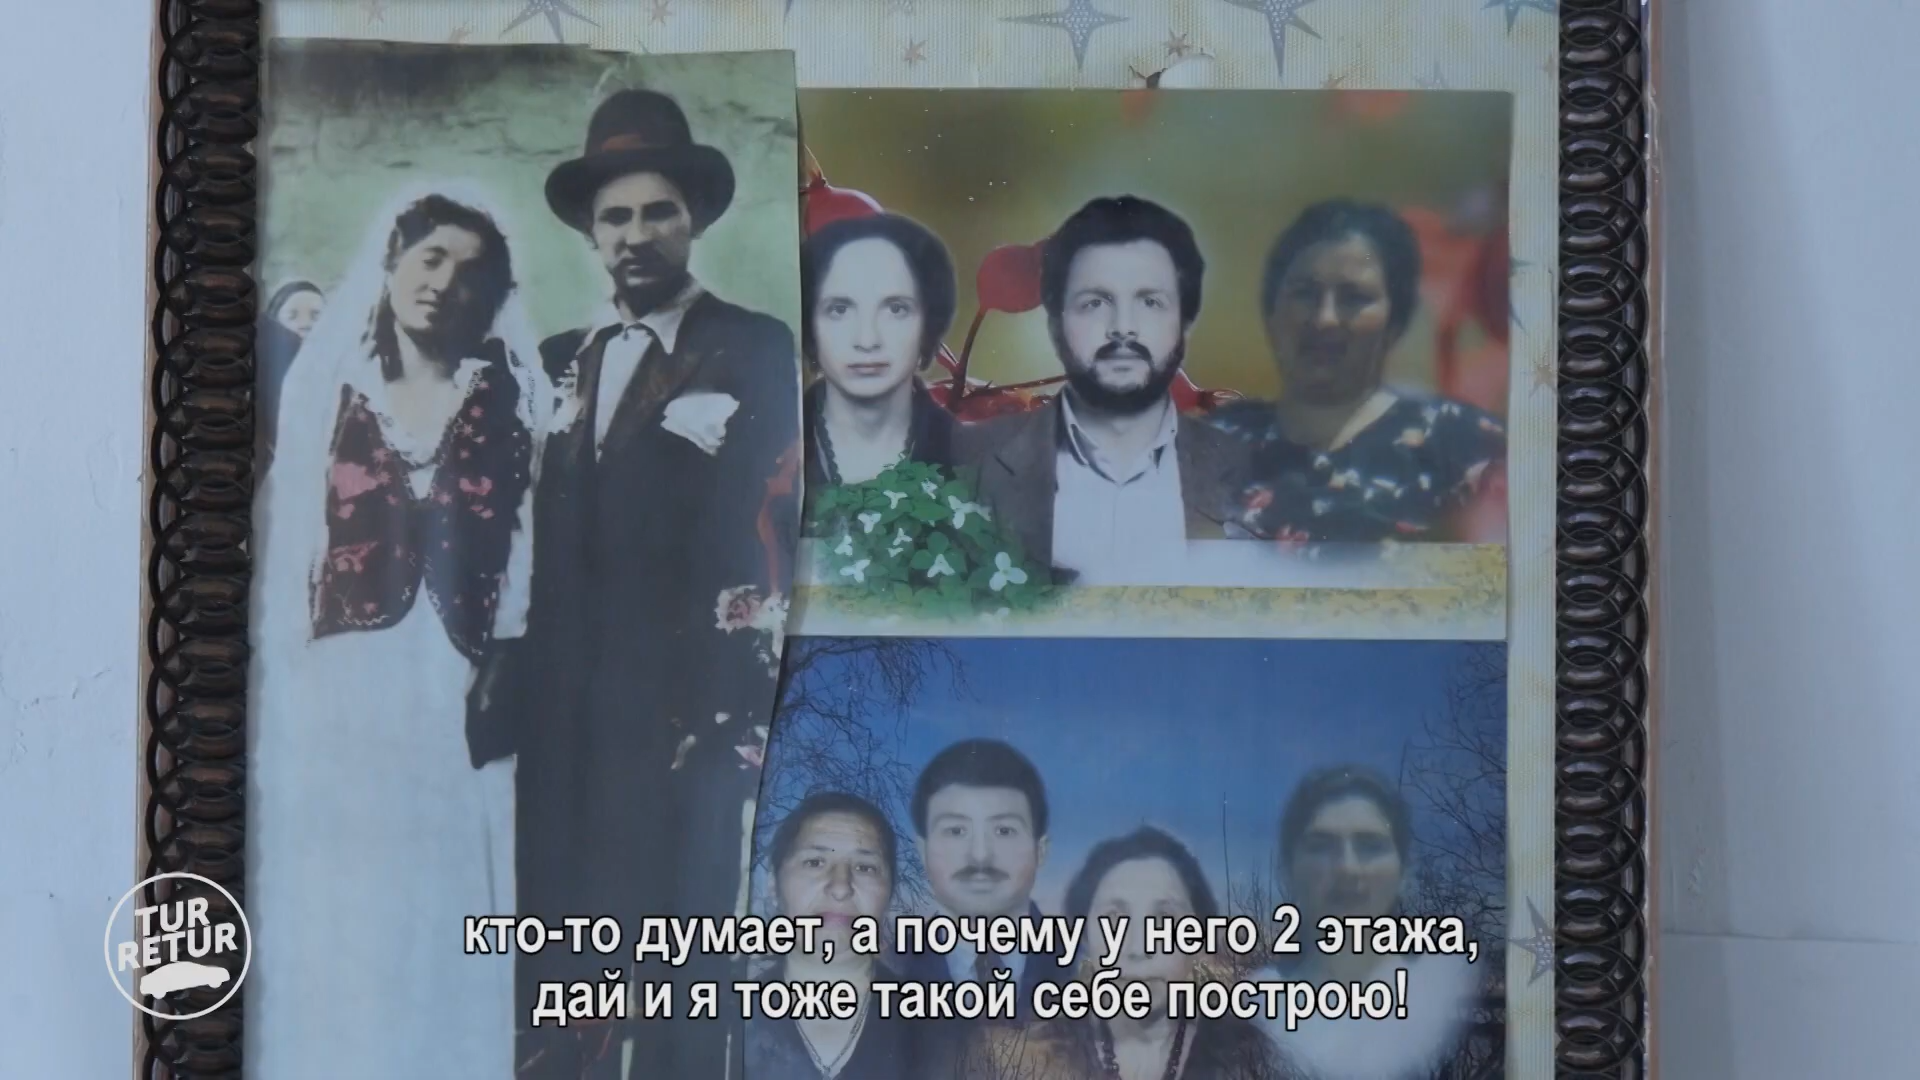 TUR
RETUR
кто-то думает, а почему у него 2 этажа,
дай и я тоже такой себе построю!